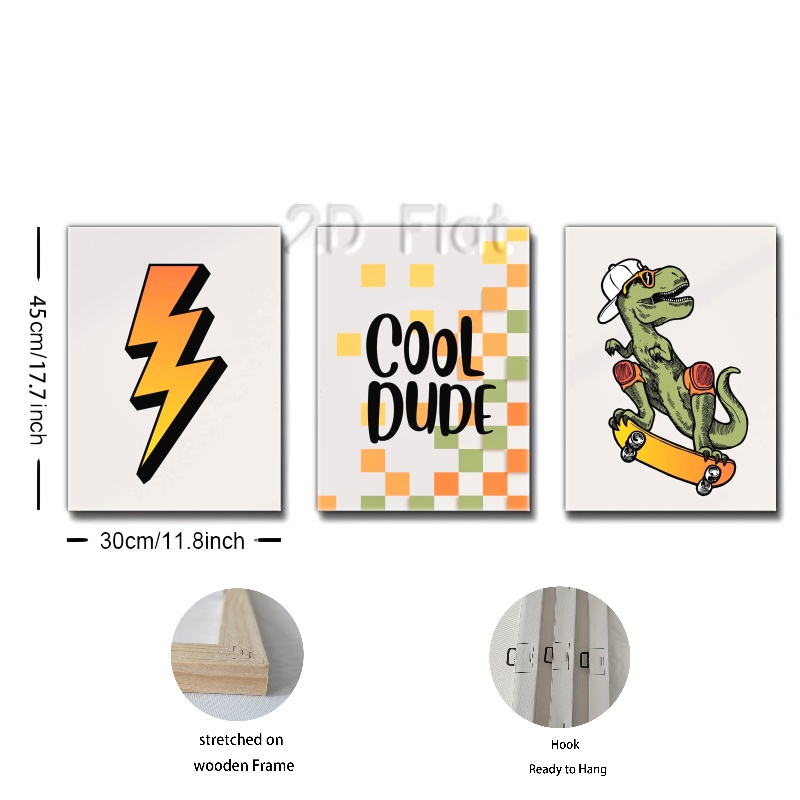 2D Flat
45cm/17.7inch
COOL
DUDE
30cm/11.8inch
stretched on
wooden Frame
Hook
Ready to Hang